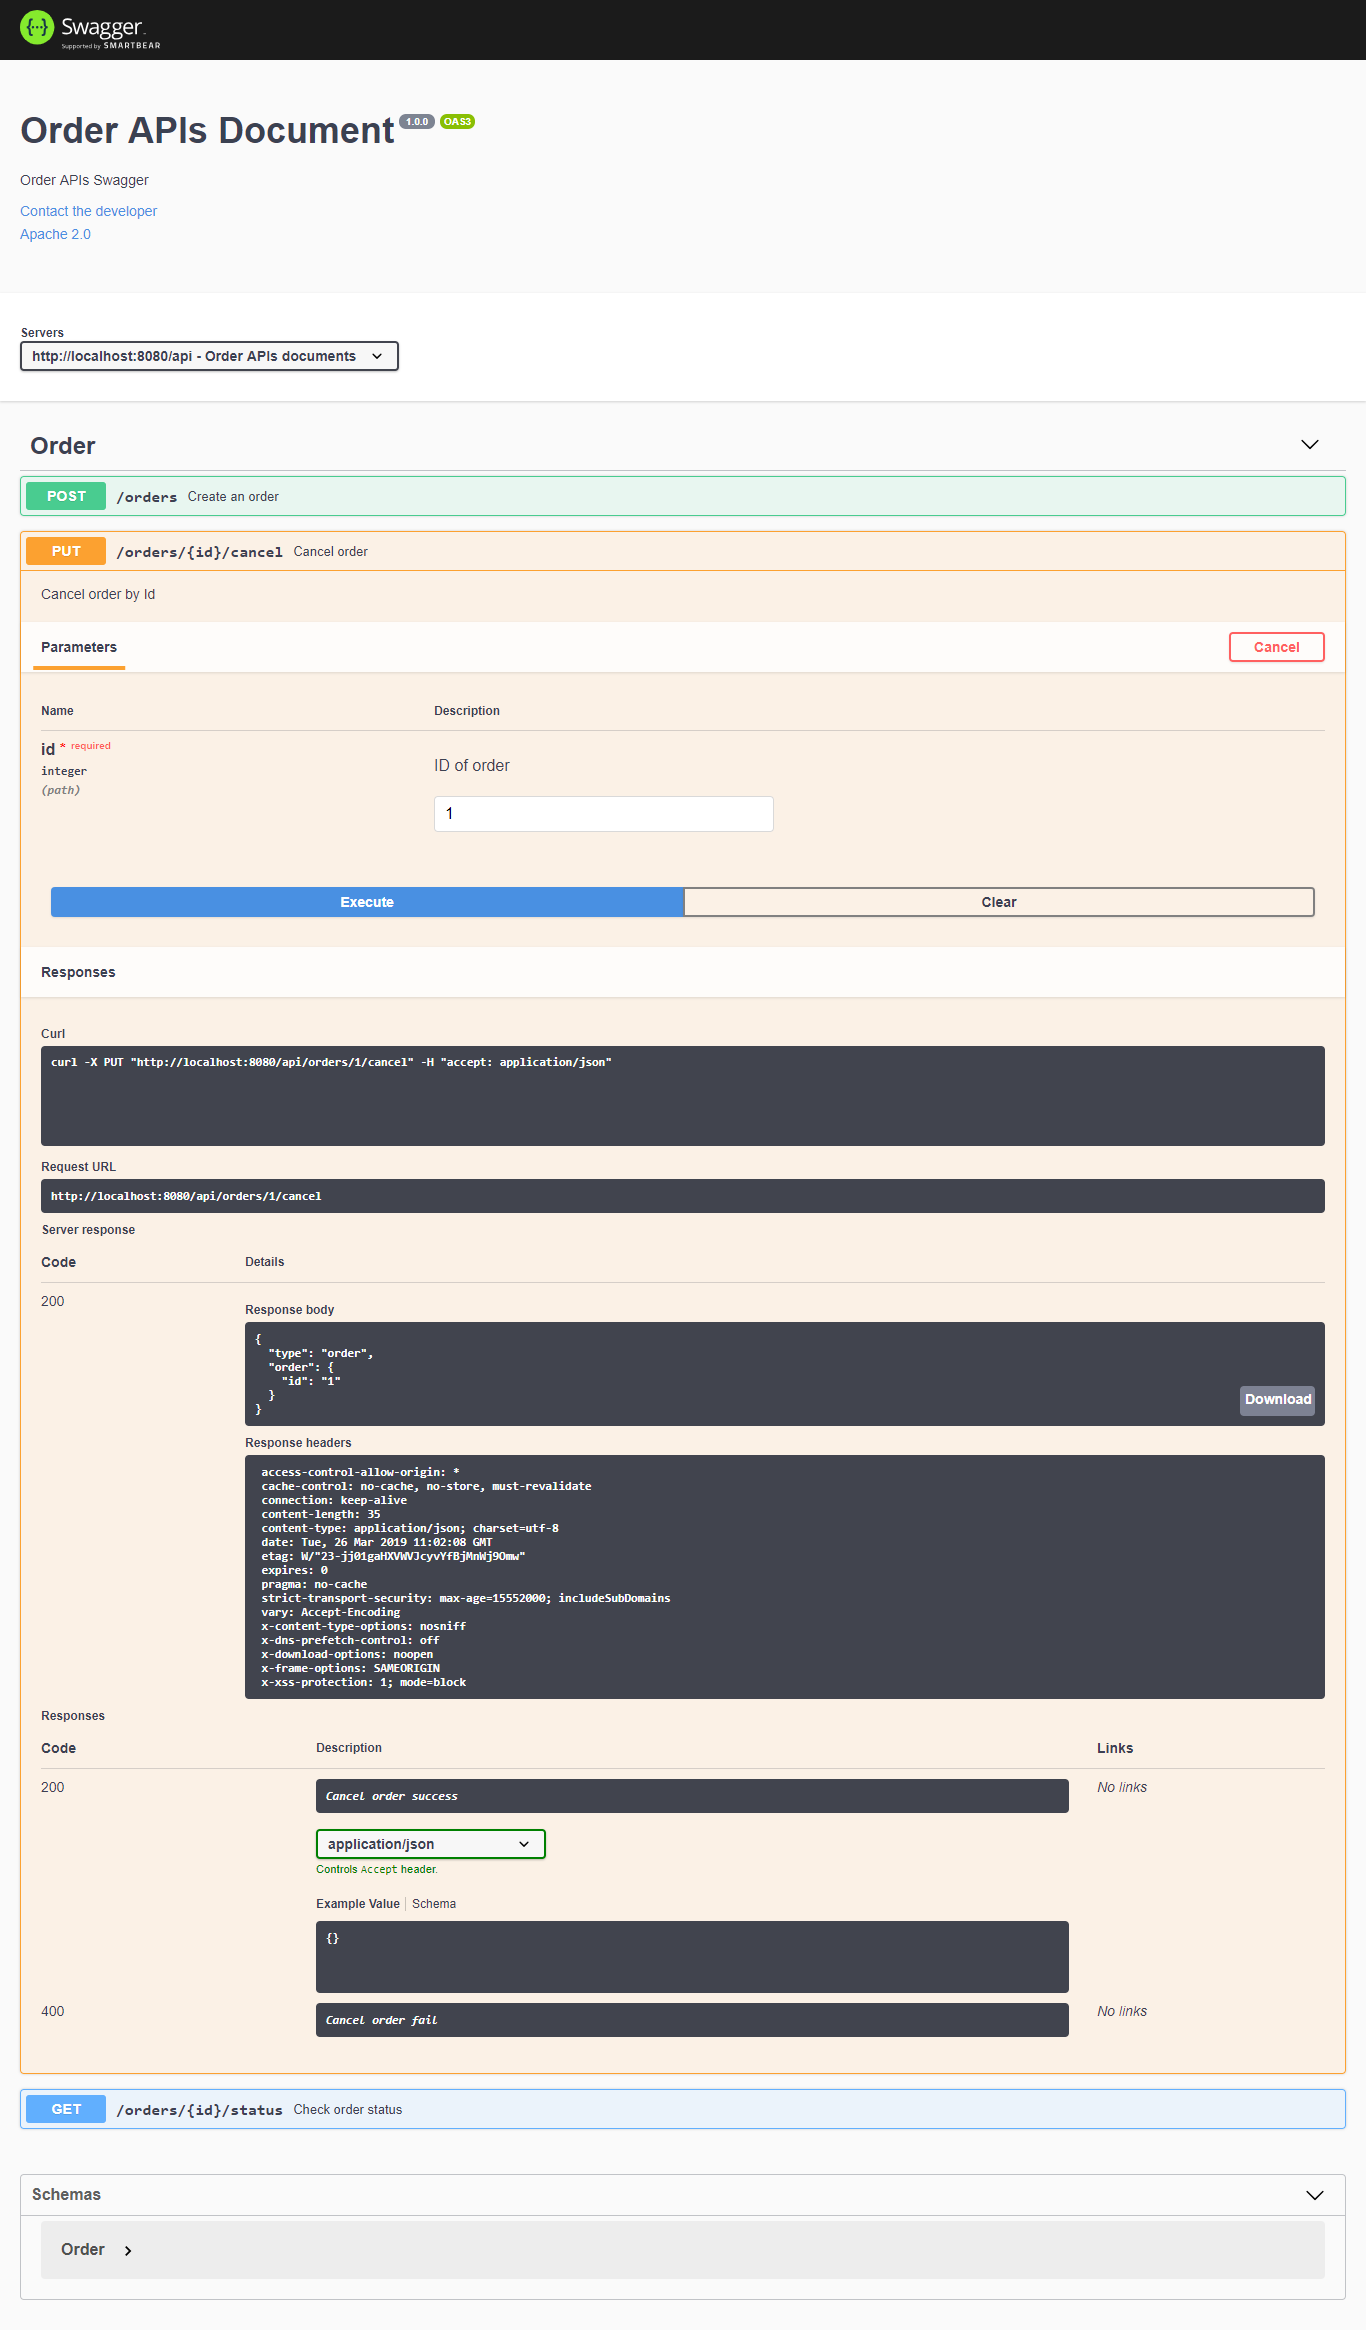 Swagger
Supported by SMARTBEAR
Order APIs Document 1.0.0 OAS3
Order APIs Swagger
Contact the developer
Apache 2.0
Servers
http://localhost:8080/api - Order APIs documents
Order
POST /orders Create an order
PUT /orders/{id}/cancel Cancel order
Cancel order by Id
Parameters Cancel
Name Description
id * required
integer
(path)
ID of order
1
Execute Clear
Responses
Curl
curl -X PUT "http://localhost:8080/api/orders/1/cancel" -H "accept: application/json"
Request URL
http://localhost:8080/api/orders/1/cancel
Server response
Code Details
200
Response body
{
  "type": "order",
  "order": {
    "id": "1"
  }
}
Download
Response headers
access-control-allow-origin: *
cache-control: no-cache, no-store, must-revalidate
connection: keep-alive
content-length: 35
content-type: application/json; charset=utf-8
date: Tue, 26 Mar 2019 11:02:08 GMT
etag: W/"23-jj01gaHXVWVJcyvYfBjMnWj9Omw"
expires: 0
pragma: no-cache
strict-transport-security: max-age=15552000; includeSubDomains
vary: Accept-Encoding
x-content-type-options: nosniff
x-dns-prefetch-control: off
x-download-options: noopen
x-frame-options: SAMEORIGIN
x-xss-protection: 1; mode=block
Responses
Code Description Links
200 Cancel order success No links
application/json
Controls Accept header.
Example Value Schema
{}
400 Cancel order fail No links
GET /orders/{id}/status Check order status
Schemas
Order